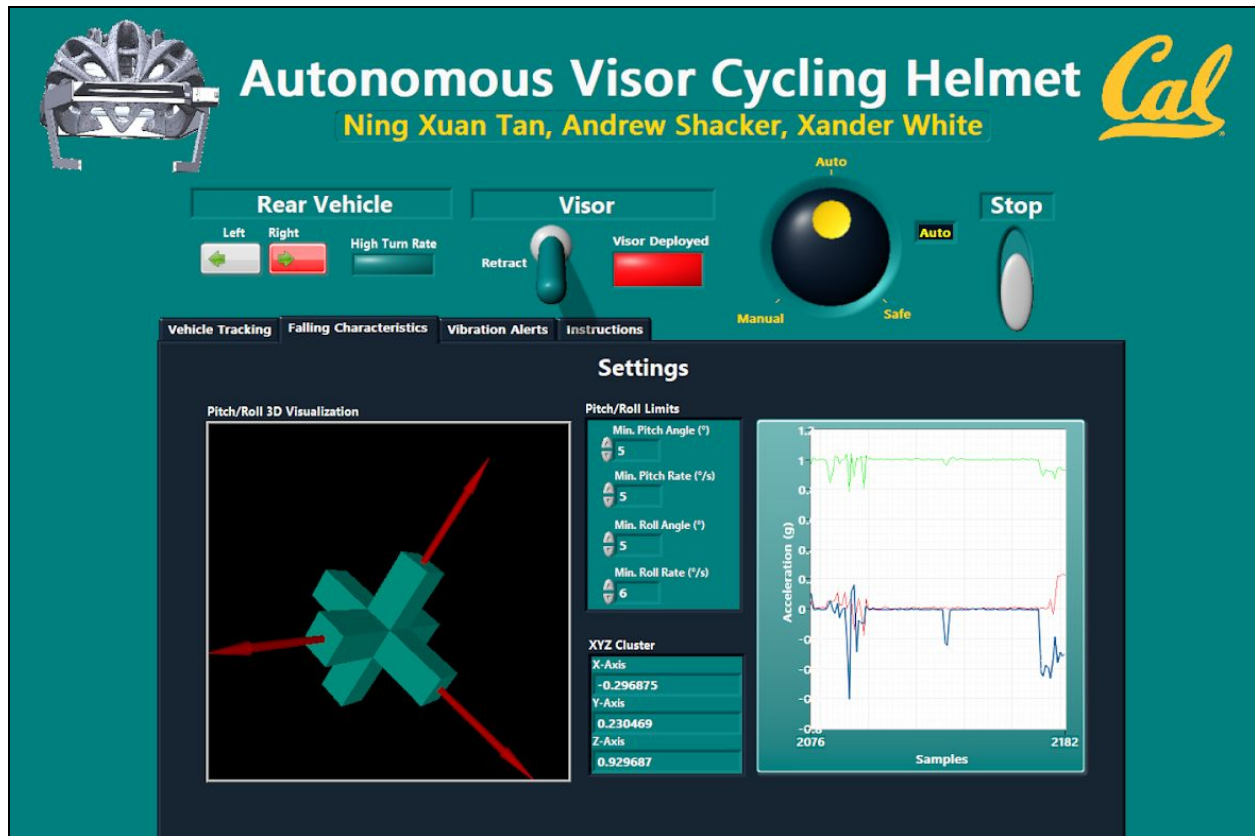 Autonomous Visor Cycling Helmet
Cal
Ning Xuan Tan, Andrew Shacker, Xander White
Auto
Rear Vehicle
Visor
Stop
Left
Right
High Turn Rate
Retract
Visor Deployed
Auto
Manual
Safe
Vehicle Tracking
Falling Characteristics
Vibration Alerts
Instructions
Settings
Pitch/Roll 3D Visualization
Pitch/Roll Limits
Min. Pitch Angle (°)
5
Min. Pitch Rate (°/s)
5
Min. Roll Angle (°)
5
Min. Roll Rate (°/s)
6
XYZ Cluster
X-Axis
-0.296875
Y-Axis
0.230469
Z-Axis
0.929687
1
0
Acceleration (g)
2076
2182
Samples